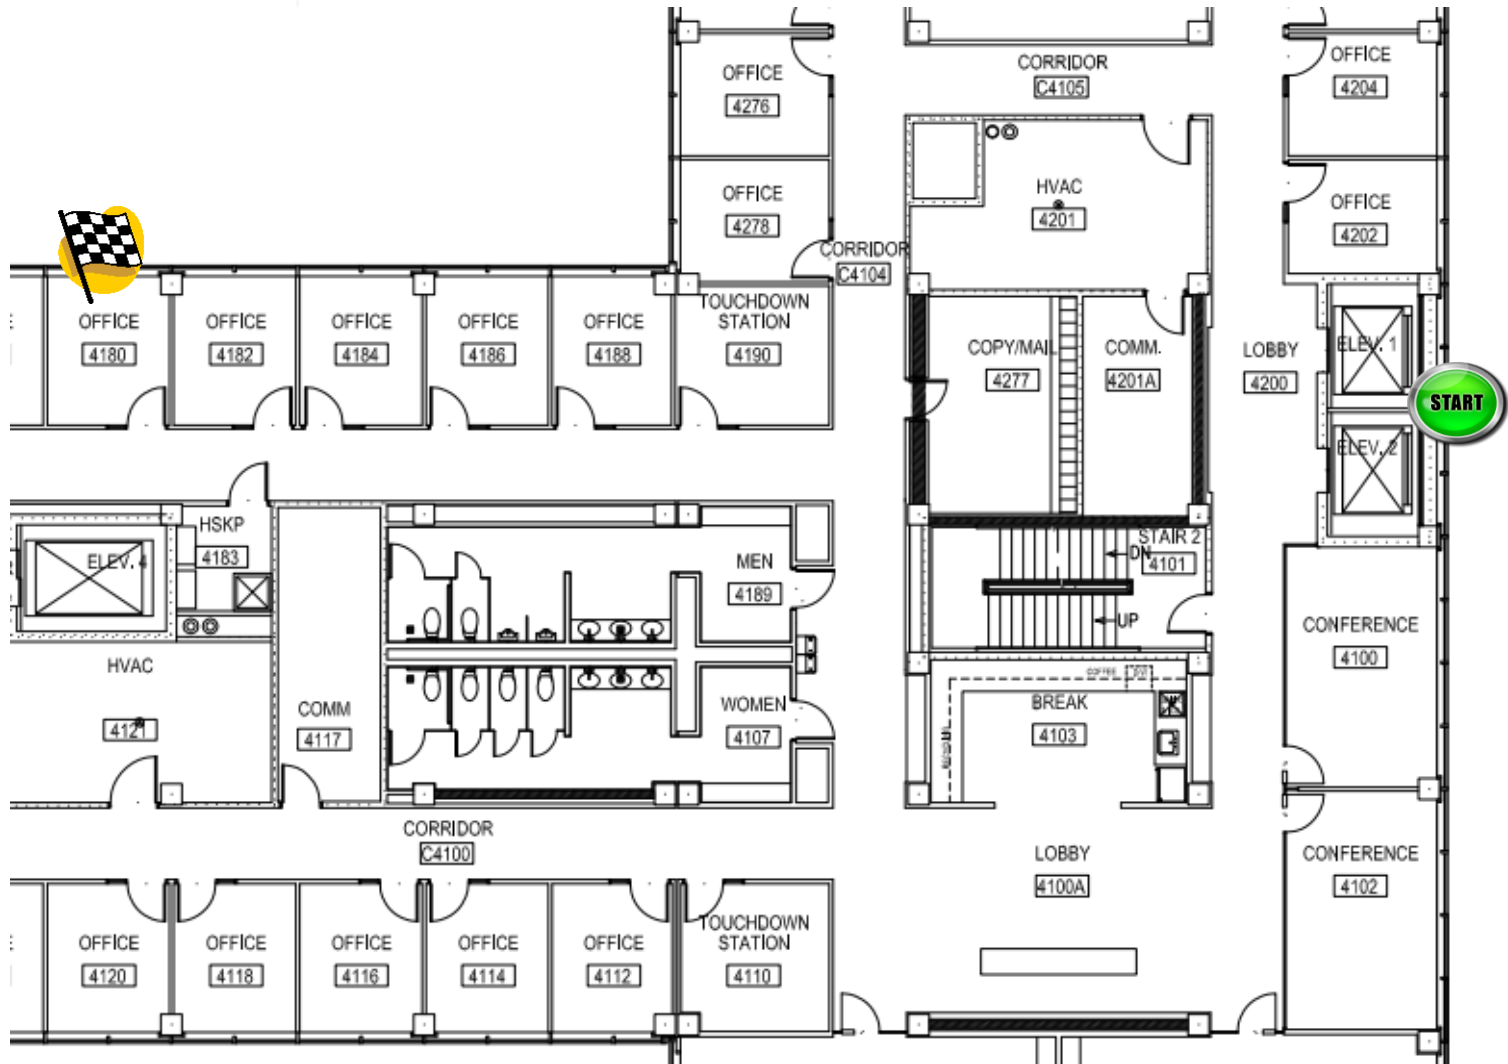 OFFICE
4276
CORRIDOR
C4105
OFFICE
4204
OFFICE
4278
HVAC
4201
OFFICE
4202
CORRIDOR
C4104
OFFICE
4180
OFFICE
4182
OFFICE
4184
OFFICE
4186
OFFICE
4188
TOUCHDOWN
STATION
4190
COPY/MAIL
4277
COMM.
4201A
LOBBY
4200
ELEV. 1
START
ELEV. 2
HSKP
4183
ELEV. 4
MEN
4189
STAIR 2
4101
DN
UP
CONFERENCE
4100
HVAC
4121
COMM
4117
WOMEN
4107
COFFEE
BREAK
4103
CORRIDOR
C4100
LOBBY
4100A
CONFERENCE
4102
OFFICE
4120
OFFICE
4118
OFFICE
4116
OFFICE
4114
OFFICE
4112
TOUCHDOWN
STATION
4110